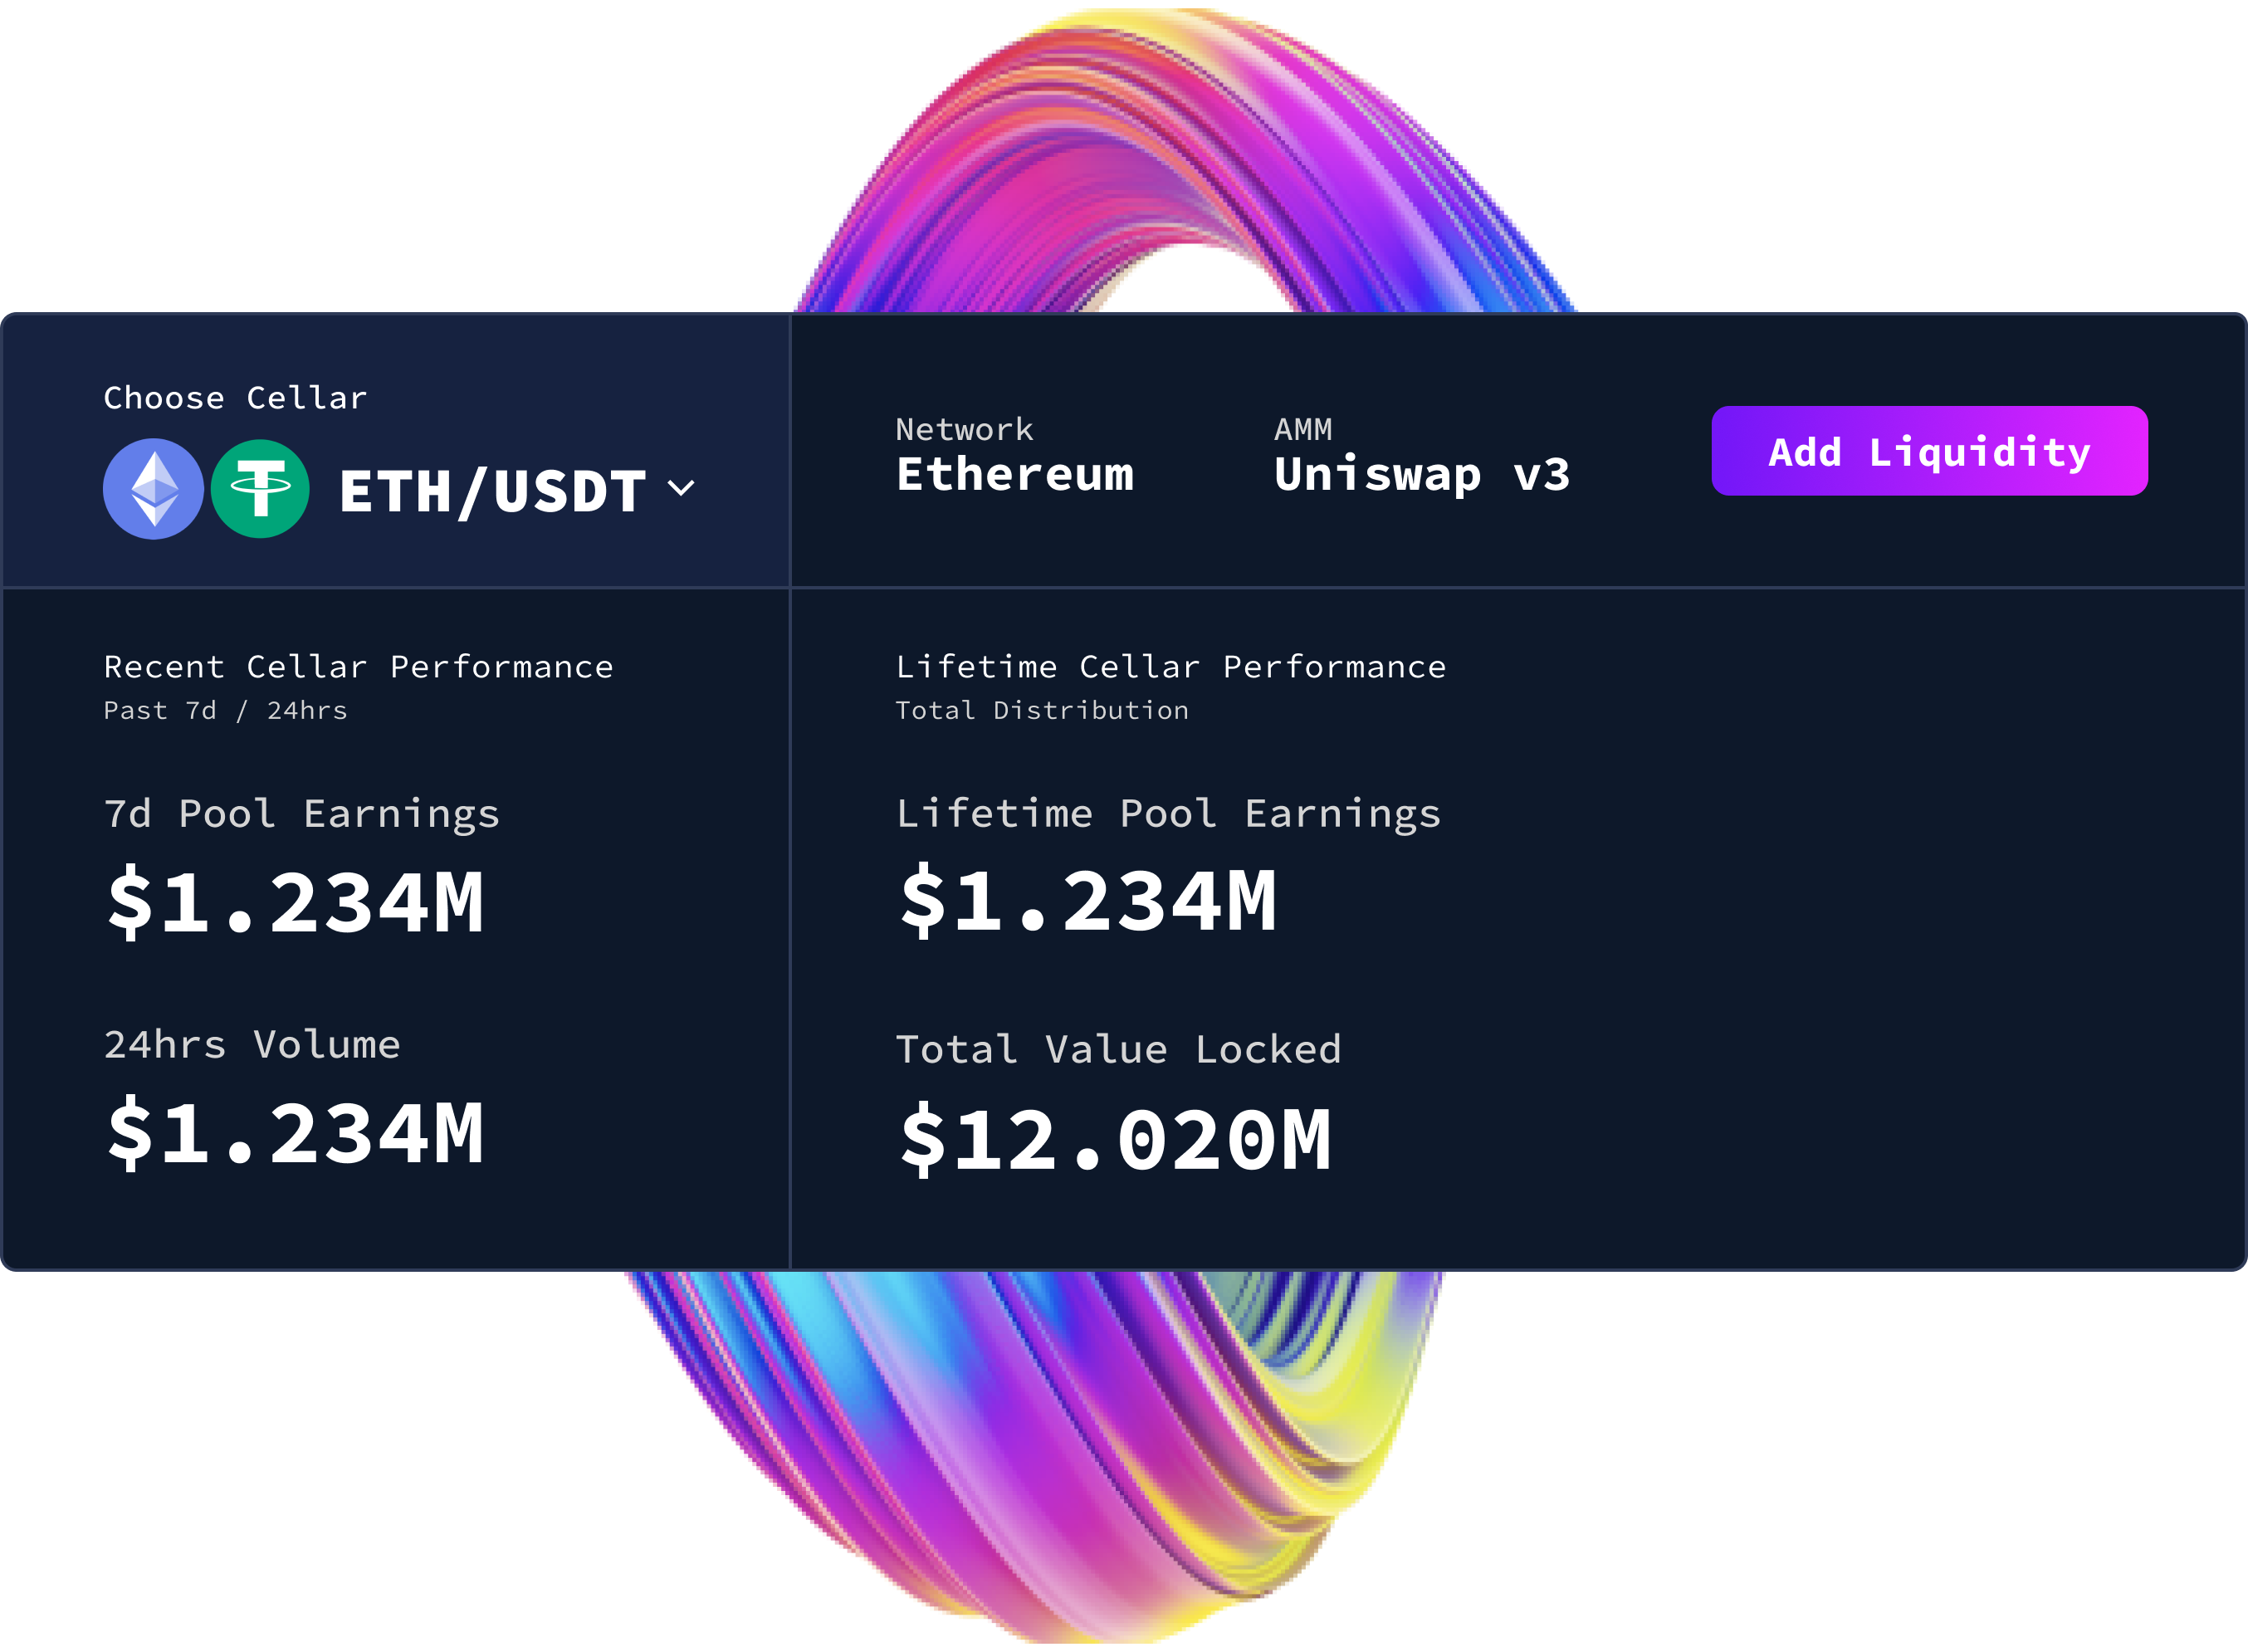 Choose Cellar
ETH/USDT
Network
Ethereum
AMM
Uniswap v3
Add Liquidity
Recent Cellar Performance
Past 7d / 24hrs
7d Pool Earnings
$1.234M
24hrs Volume
$1.234M
Lifetime Cellar Performance
Total Distribution
Lifetime Pool Earnings
$1.234M
Total Value Locked
$12.020M